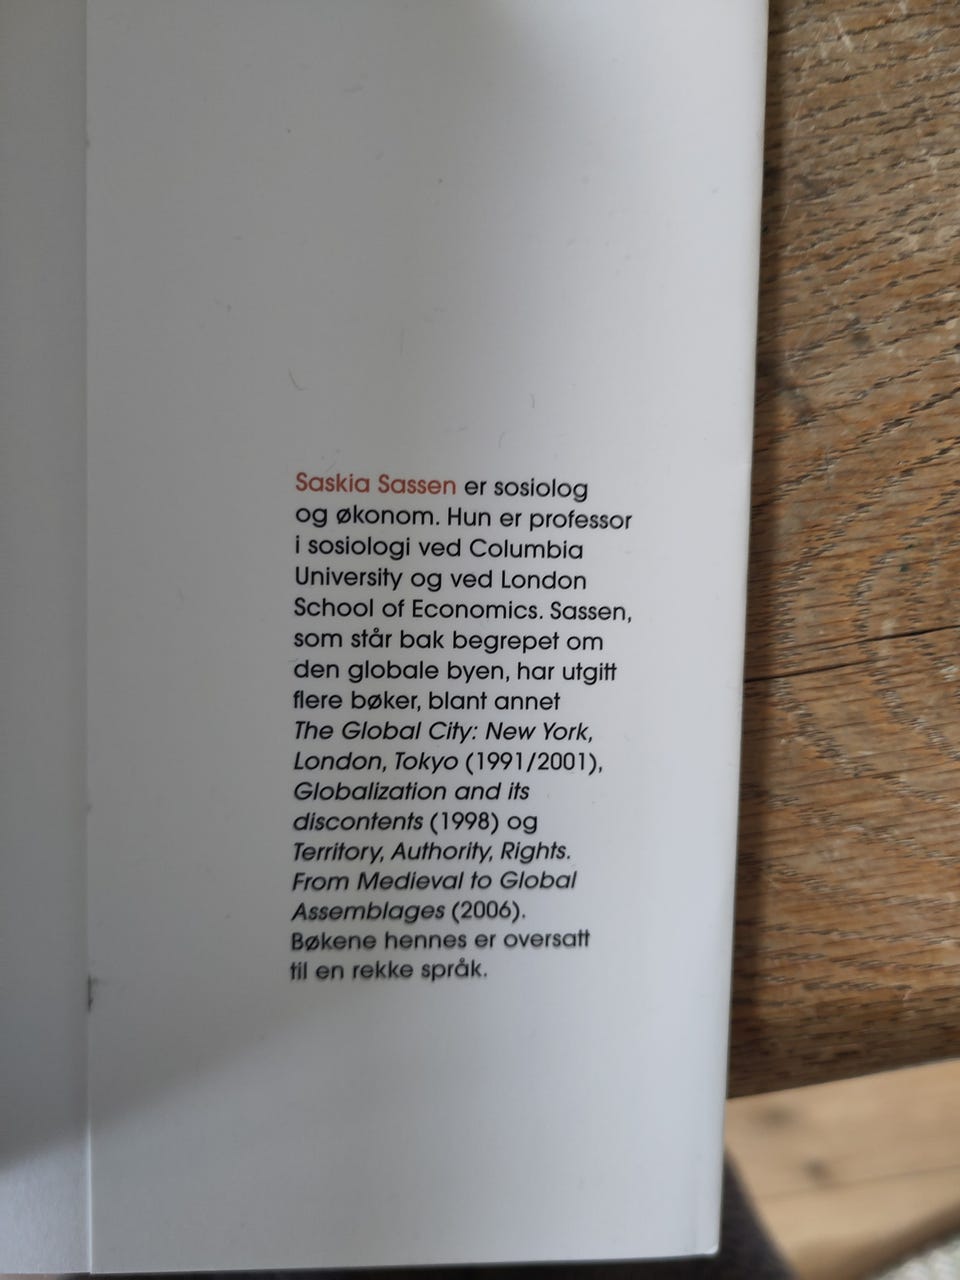 Saskia Sassen er sosiolog
og økonom. Hun er professor
i sosiologi ved Columbia
University og ved London
School of Economics. Sassen,
som står bak begrepet om
den globale byen, har utgitt
flere bøker, blant annet
The Global City: New York,
London, Tokyo (1991/2001),
Globalization and its
discontents (1998) og
Territory, Authority, Rights.
From Medieval to Global
Assemblages (2006).
Bøkene hennes er oversatt
til en rekke språk.